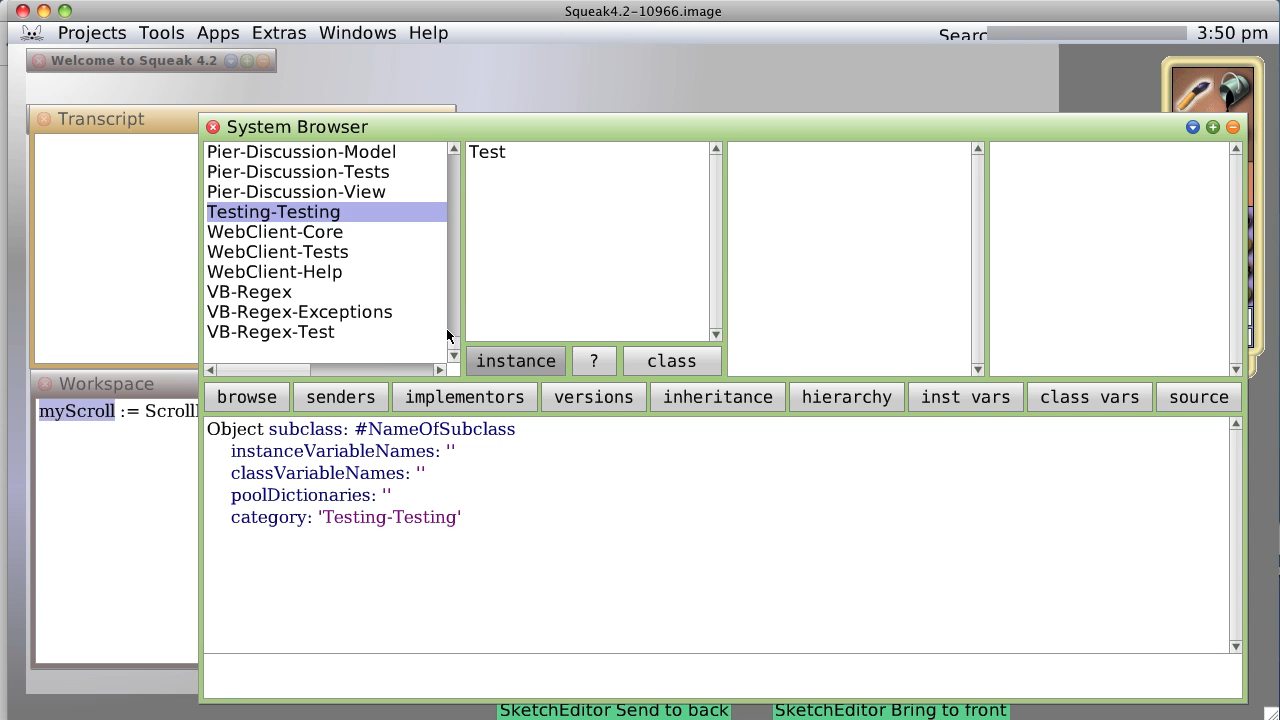 Squeak4.2-10966.image
Projects Tools Apps Extras Windows Help
3:50 pm
Welcome to Squeak 4.2
Transcript
System Browser
Pier-Discussion-Model
Pier-Discussion-Tests
Pier-Discussion-View
Testing-Testing
WebClient-Core
WebClient-Tests
WebClient-Help
VB-Regex
VB-Regex-Exceptions
VB-Regex-Test
Test
instance ? class
browse senders implementors versions inheritance hierarchy inst vars class vars source
Workspace
myScroll :=
Object subclass: #NameOfSubclass
instanceVariableNames: ''
classVariableNames: ''
poolDictionaries: ''
category: 'Testing-Testing'
SketchEditor Send to back
SketchEditor Bring to front